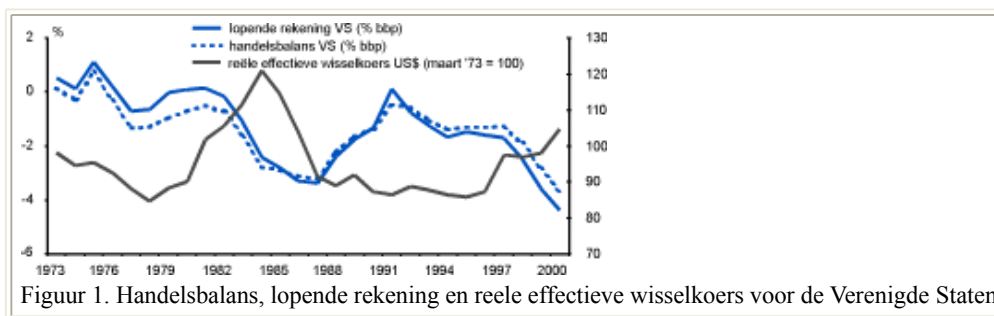 %
lopende rekening VS (% bbp)
handelsbalans VS (% bbp)
reële effectieve wisselkoers US$ (maart '73 = 100)
2
0
-2
-4
-6
130
120
110
100
90
80
70
1973 1976 1979 1982 1985 1988 1991 1994 1997 2000
Figuur 1. Handelsbalans, lopende rekening en reele effectieve wisselkoers voor de Verenigde Staten